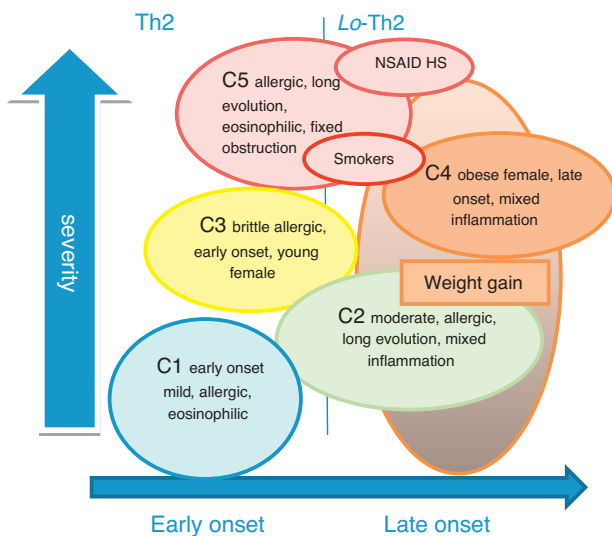 Th2
Lo-Th2
NSAID HS
C5 allergic, long
evolution,
eosinophilic, fixed
obstruction
Smokers
C4 obese female, late
onset, mixed
inflammation
C3 brittle allergic,
early onset, young
female
severity
Weight gain
C2 moderate, allergic,
long evolution, mixed
inflammation
C1 early onset
mild, allergic,
eosinophilic
Early onset
Late onset